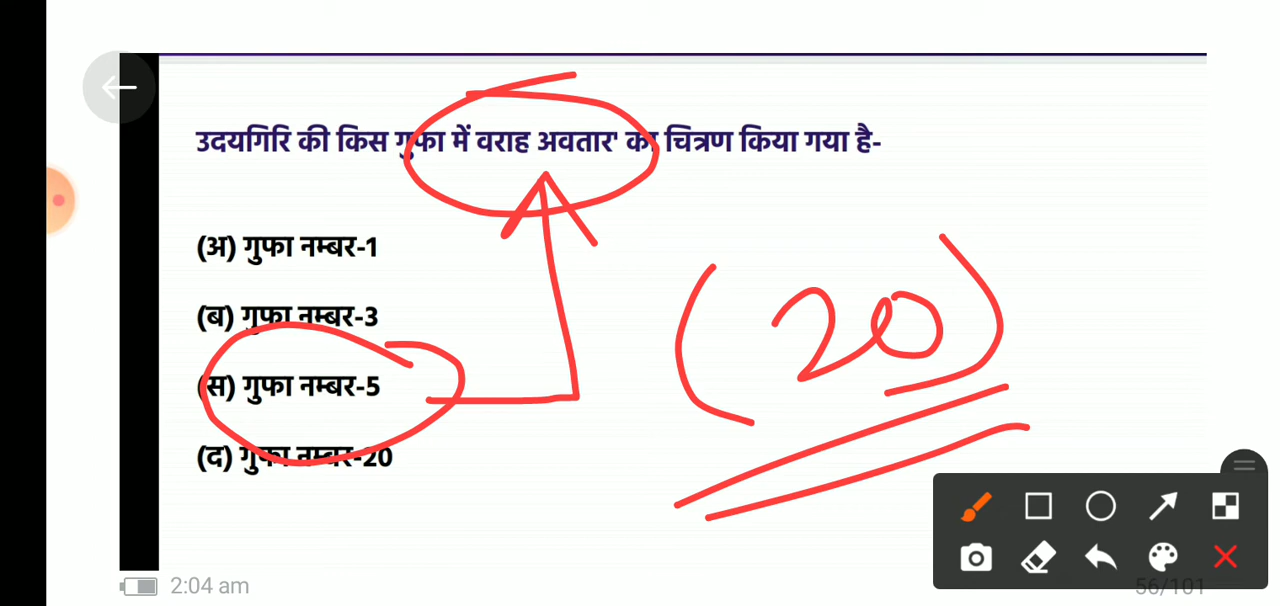 उदयगिरि की किस गुफा में वराह अवतार' का चित्रण किया गया है-
(अ) गुफा नम्बर-1
(ब) गुफा नम्बर-3
(स) गुफा नम्बर-5
(द) गुफा नम्बर-20
(20)
2:04 am
56/101